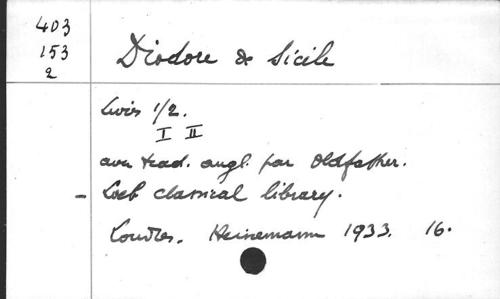 403
153
2
Diodore de Sicile
Livres 1/2.
I II
avec trad. angl. par Oldfather.
- Loeb classical library.
Londres. Heinemann 1933. 16.